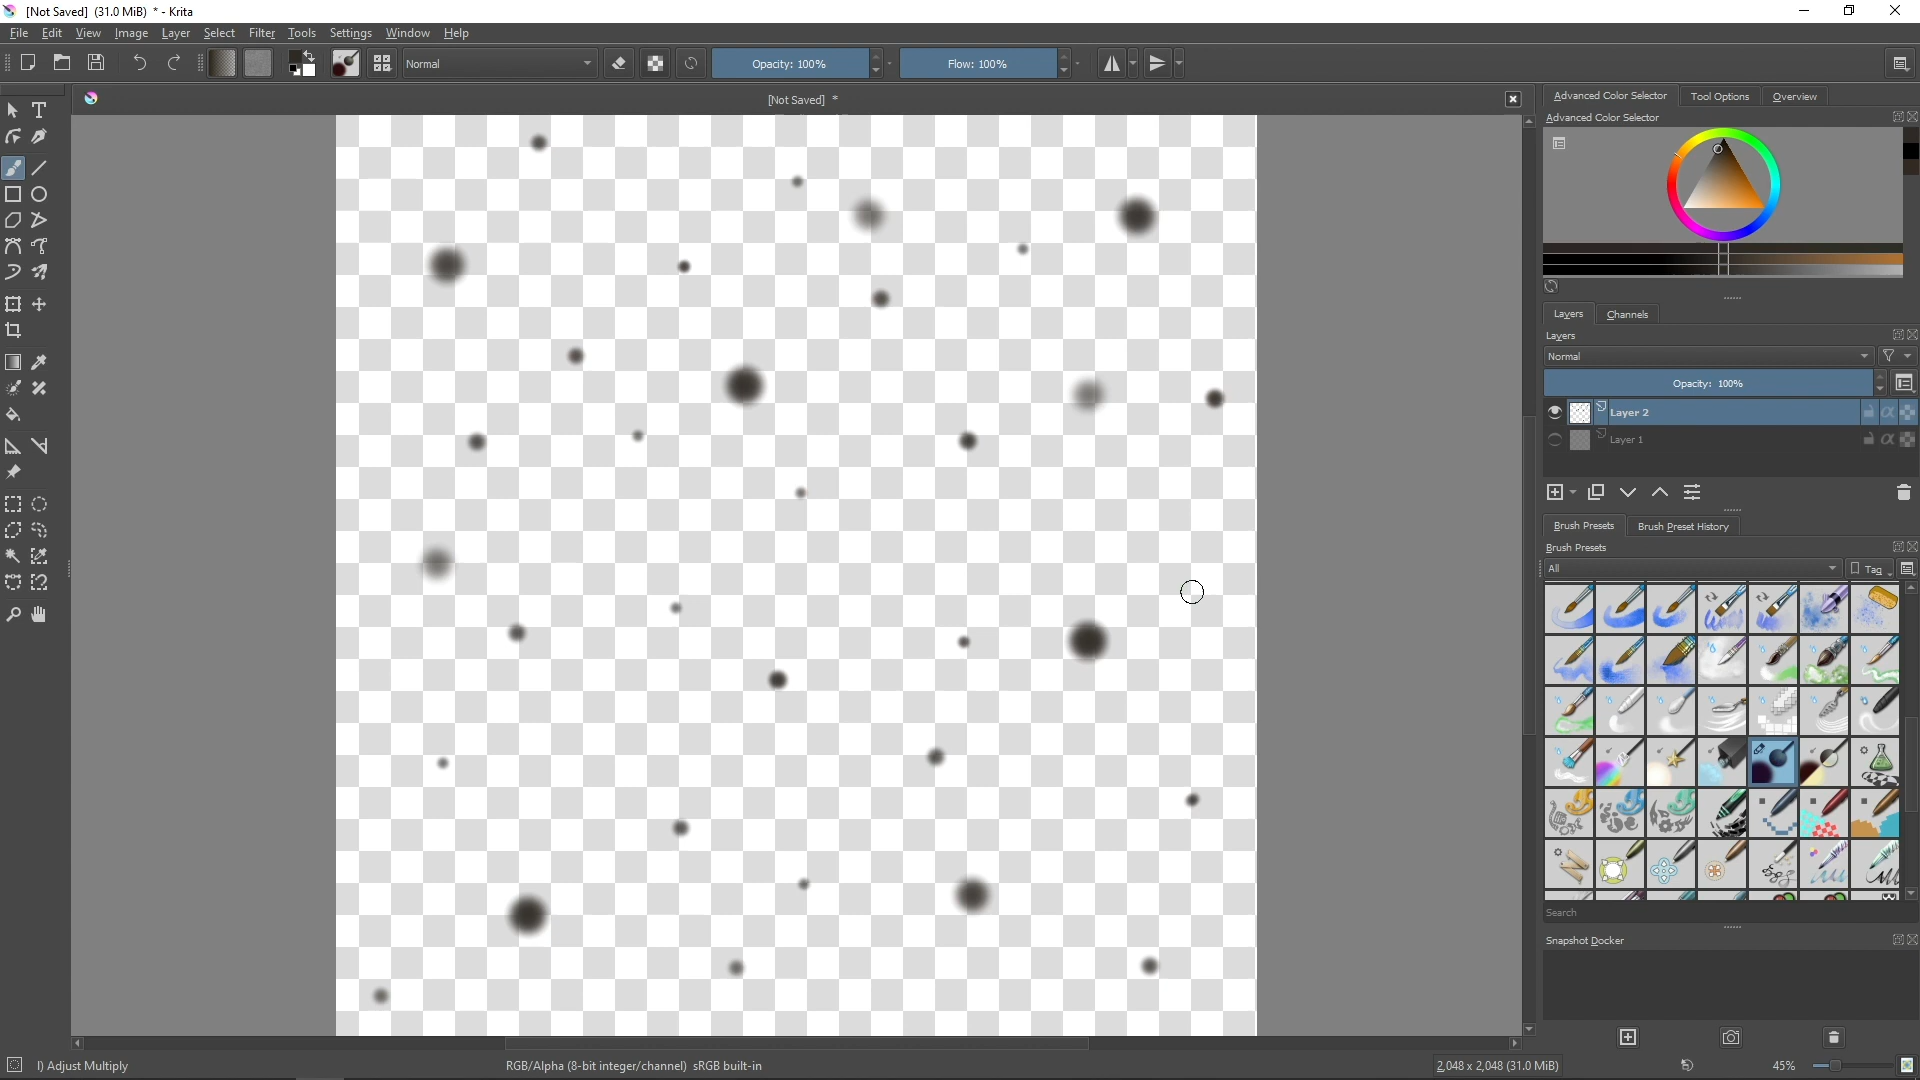 [Not Saved] (31.0 MiB) * - Krita
File Edit View Image Layer Select Filter Tools Settings Window Help
Normal Opacity: 100% Flow: 100%
[Not Saved] *
Advanced Color Selector Tool Options Overview
Advanced Color Selector
Layers Channels
Layers
Normal
Opacity: 100%
Layer 2
Layer 1
Brush Presets Brush Preset History
Brush Presets
All Tag
Search
Snapshot Docker
I) Adjust Multiply RGB/Alpha (8-bit integer/channel) sRGB built-in 2,048 x 2,048 (31.0 MiB) 45%